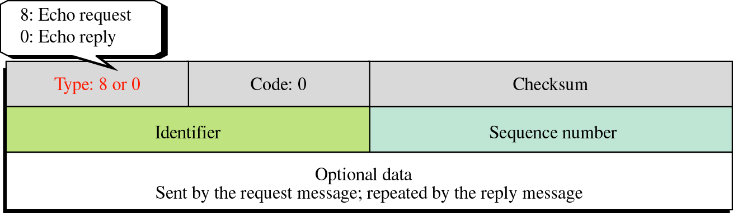 8: Echo request
0: Echo reply
Type: 8 or 0
Code: 0
Checksum
Identifier
Sequence number
Optional data
Sent by the request message; repeated by the reply message